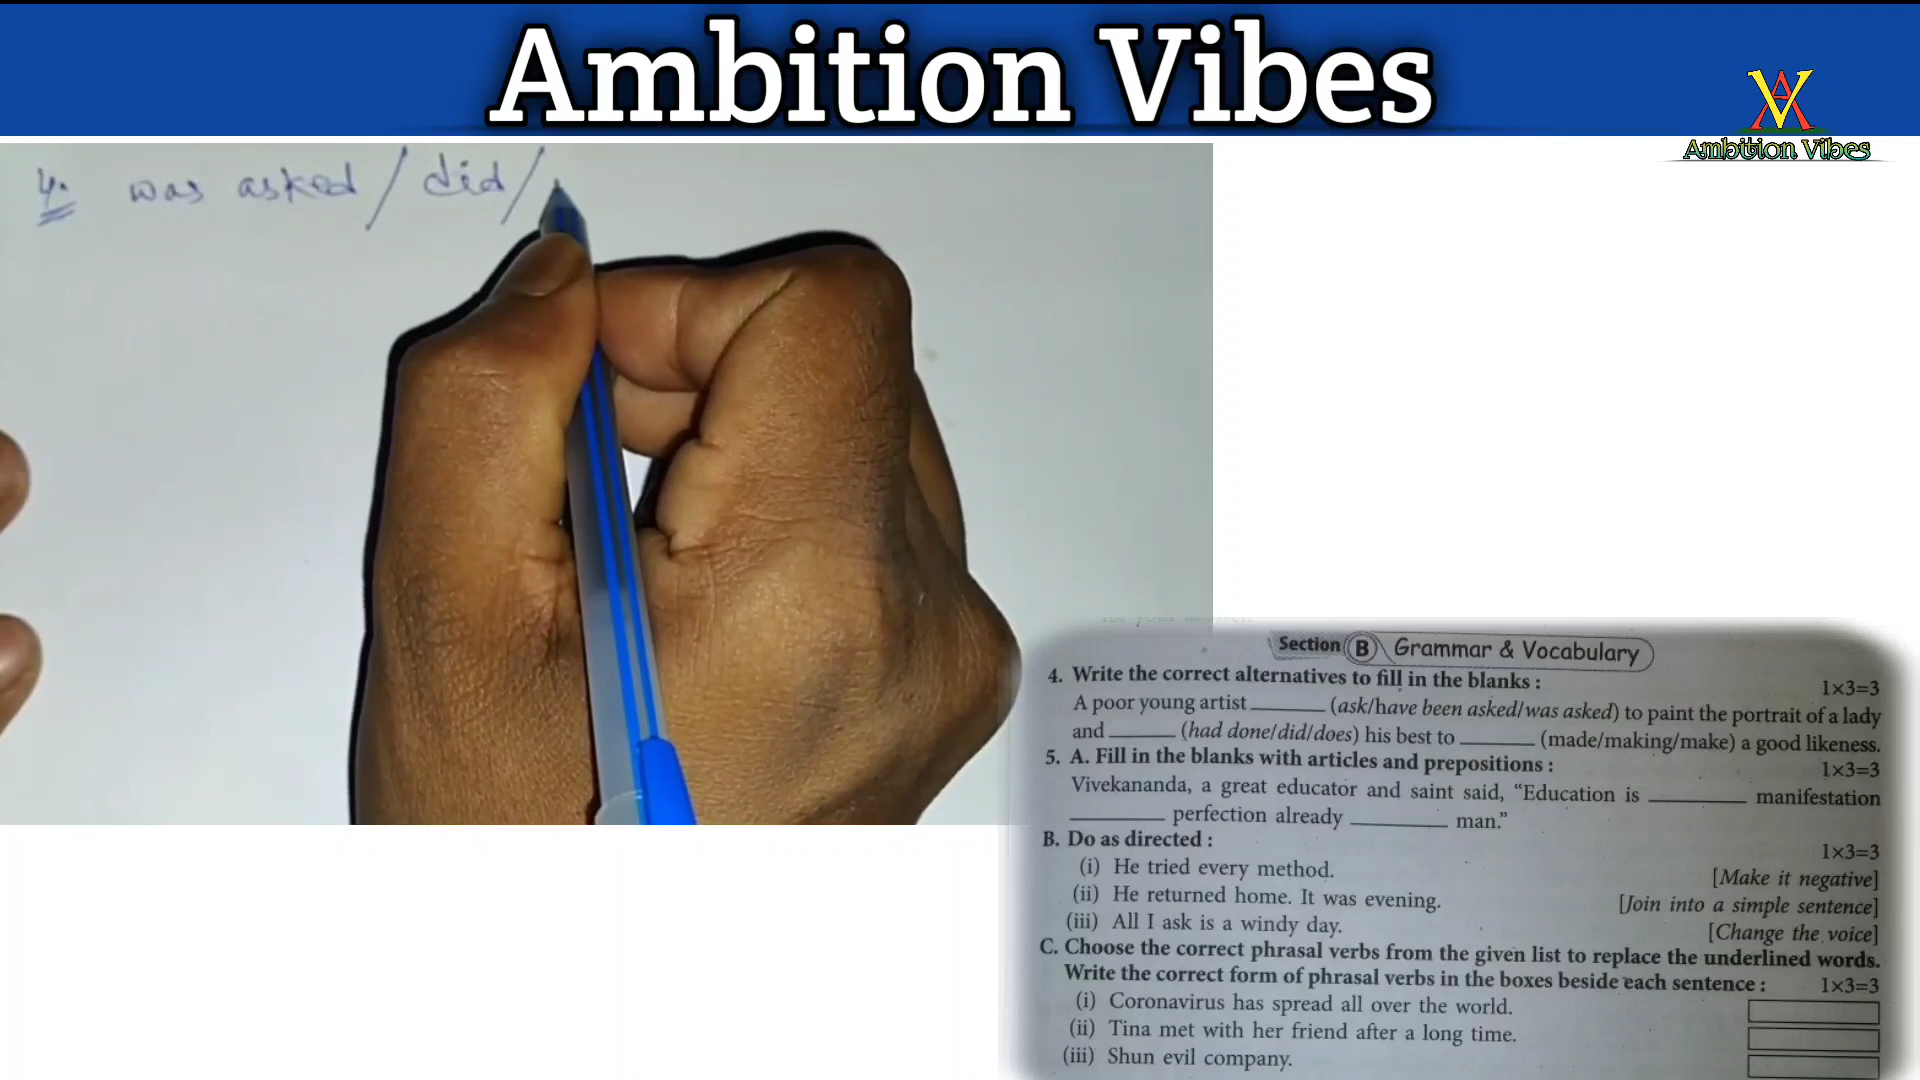 Ambition Vibes
Ambition Vibes
4. was asked / did /
Section B Grammar & Vocabulary
4. Write the correct alternatives to fill in the blanks : 1×3=3
A poor young artist ________ (ask/have been asked/was asked) to paint the portrait of a lady
and ________ (had done/did/does) his best to ________ (made/making/make) a good likeness.
5. A. Fill in the blanks with articles and prepositions : 1×3=3
Vivekananda, a great educator and saint said, “Education is ________ manifestation
________ perfection already ________ man.”
B. Do as directed : 1×3=3
(i) He tried every method. [Make it negative]
(ii) He returned home. It was evening. [Join into a simple sentence]
(iii) All I ask is a windy day. [Change the voice]
C. Choose the correct phrasal verbs from the given list to replace the underlined words.
Write the correct form of phrasal verbs in the boxes beside each sentence : 1×3=3
(i) Coronavirus has spread all over the world.
(ii) Tina met with her friend after a long time.
(iii) Shun evil company.